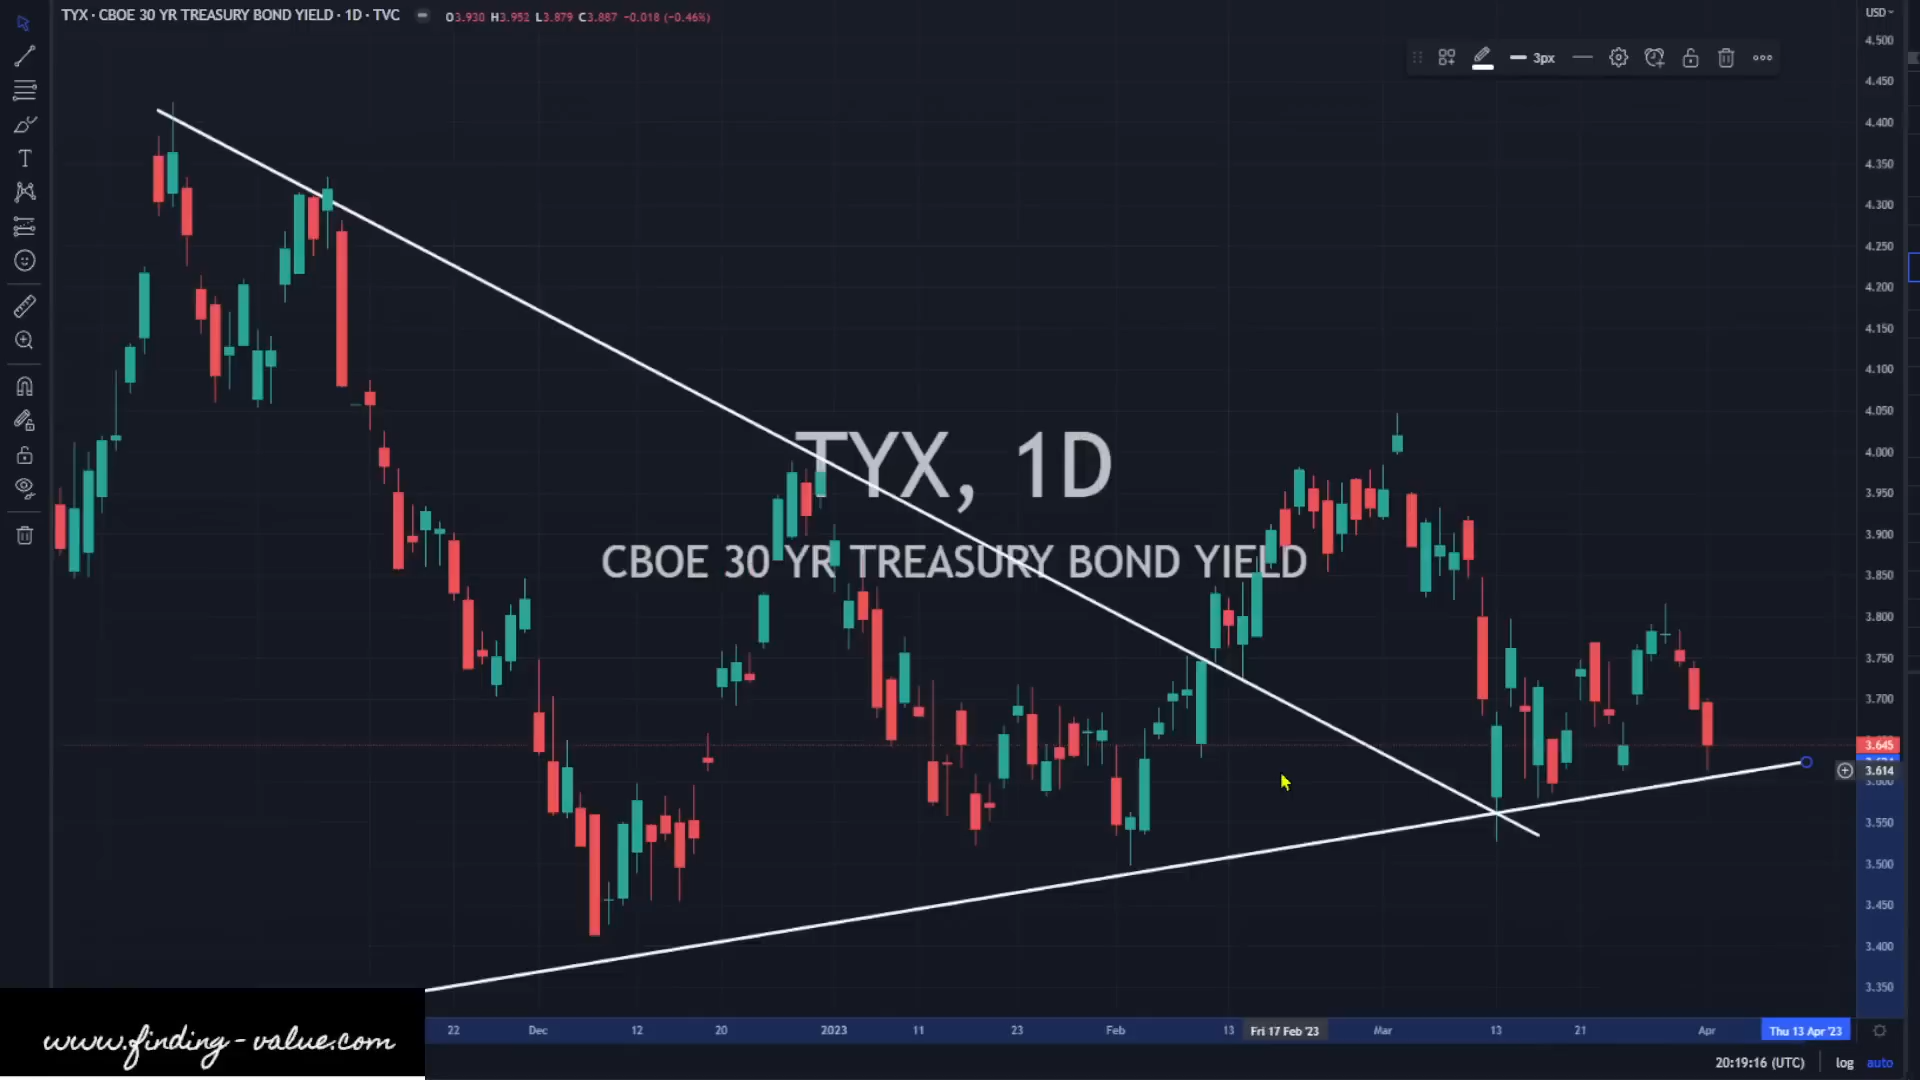 TYX · CBOE 30 YR TREASURY BOND YIELD · 1D · TVC
O3.930 H3.952 L3.879 C3.887 -0.018 (-0.46%)
USD
3px
4.500
4.450
4.400
4.350
4.300
4.250
4.200
4.150
4.100
4.050
4.000
3.950
3.900
3.850
3.800
3.750
3.700
3.645
3.614
3.600
3.550
3.500
3.450
3.400
3.350
TYX, 1D
CBOE 30 YR TREASURY BOND YIELD
22 Dec 12 20 2023 11 23 Feb 13 Fri 17 Feb '23 Mar 13 21 Apr Thu 13 Apr '23
www.finding-value.com
20:19:16 (UTC) log auto